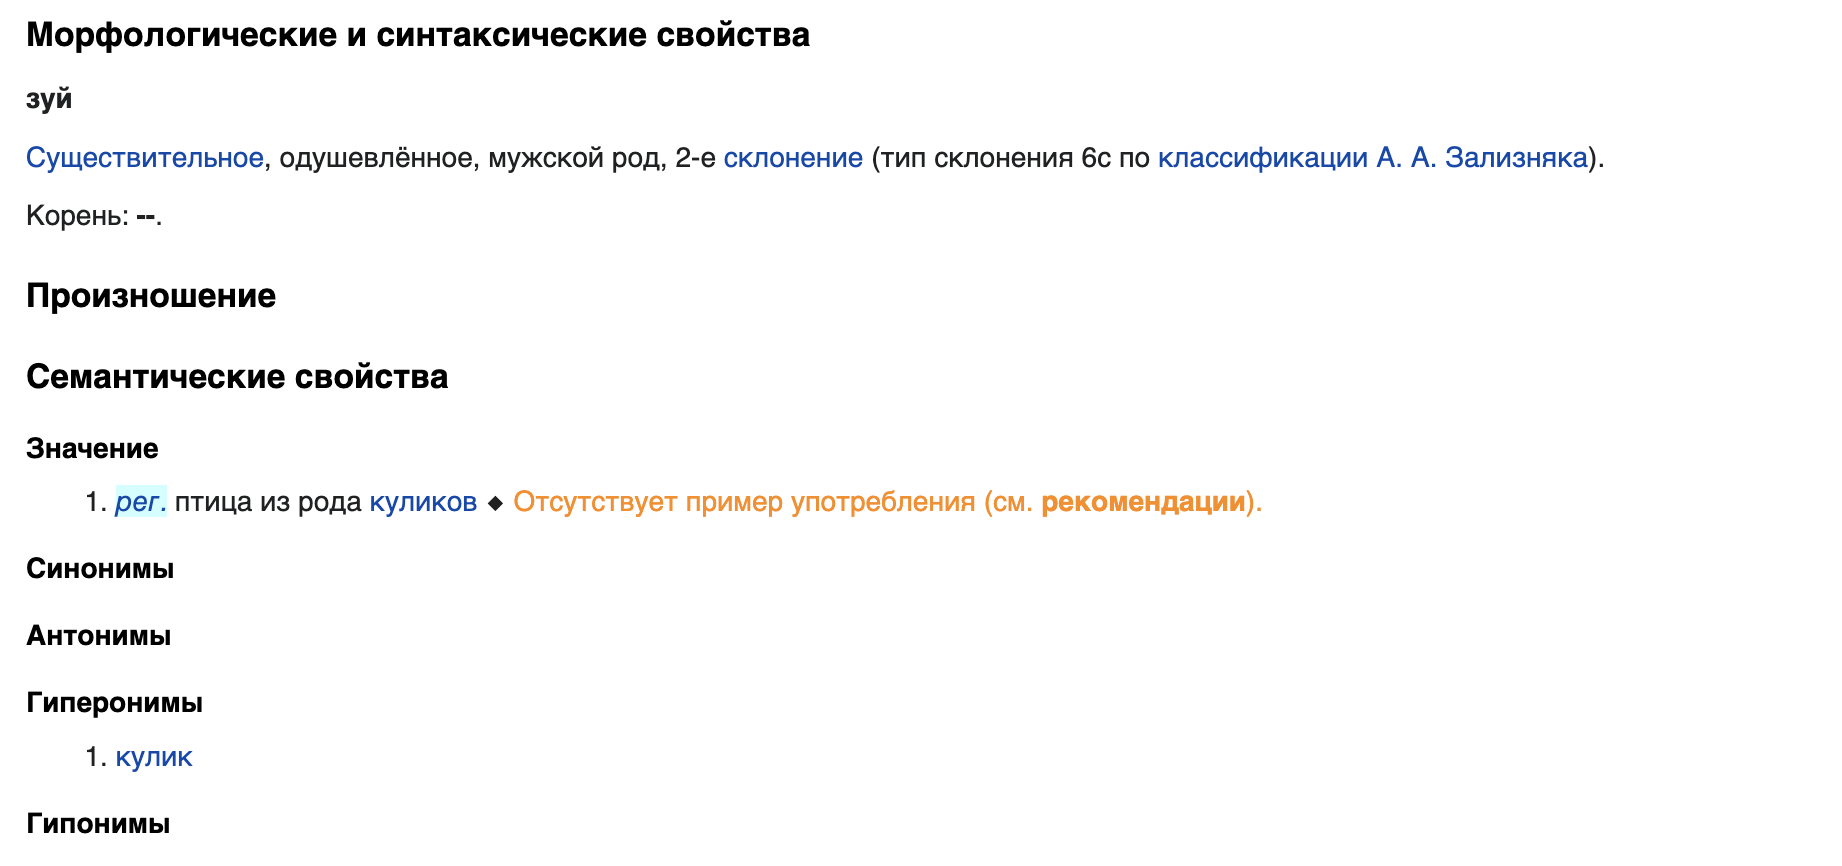 Морфологические и синтаксические свойства
зуй
Существительное, одушевлённое, мужской род, 2-е склонение (тип склонения 6c по классификации А. А. Зализняка).
Корень: --.
Произношение
Семантические свойства
Значение
1. рег. птица из рода куликов ◆ Отсутствует пример употребления (см. рекомендации).
Синонимы
Антонимы
Гиперонимы
1. кулик
Гипонимы